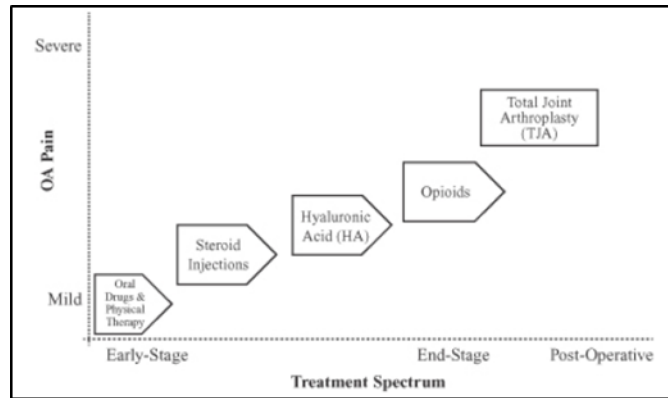 Severe
OA Pain
Mild
Total Joint
Arthroplasty
(TJA)
Opioids
Hyaluronic
Acid (HA)
Steroid
Injections
Oral
Drugs &
Physical
Therapy
Early-Stage
End-Stage
Post-Operative
Treatment Spectrum